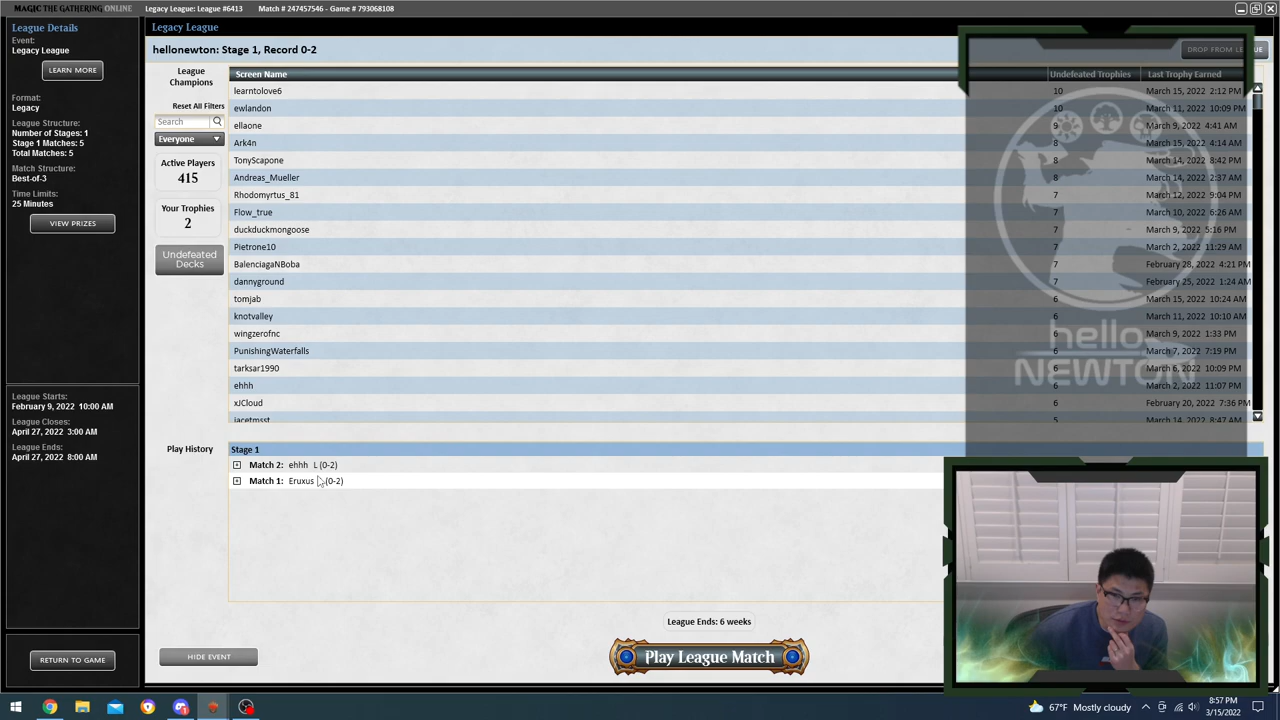 MAGIC THE GATHERING ONLINE
Legacy League: League #6413 Match # 247457546 - Game # 793068108
League Details
Event:
Legacy League
LEARN MORE
Format:
Legacy
League Structure:
Number of Stages: 1
Stage 1 Matches: 5
Total Matches: 5
Match Structure:
Best-of-3
Time Limits:
25 Minutes
VIEW PRIZES
League Starts:
February 9, 2022 10:00 AM
League Closes:
April 27, 2022 3:00 AM
League Ends:
April 27, 2022 8:00 AM
RETURN TO GAME
Legacy League
hellonewton: Stage 1, Record 0-2
DROP FROM LEAGUE
League
Champions
Reset All Filters
Search
Everyone
Active Players
415
Your Trophies
2
Undefeated
Decks
Screen Name Undefeated Trophies Last Trophy Earned
learntolove6 10 March 15, 2022 2:12 PM
ewlandon 10 March 11, 2022 10:09 PM
ellaone 9 March 9, 2022 4:41 AM
Ark4n 8 March 15, 2022 4:14 AM
TonyScapone 8 March 14, 2022 8:42 PM
Andreas_Mueller 8 March 14, 2022 2:37 AM
Rhodomyrtus_81 7 March 12, 2022 9:04 PM
Flow_true 7 March 10, 2022 6:26 AM
duckduckmongoose 7 March 9, 2022 5:16 PM
Pietrone10 7 March 2, 2022 11:29 AM
BalenciagaNBoba 7 February 28, 2022 4:21 PM
dannyground 7 February 25, 2022 1:24 AM
tomjab 6 March 15, 2022 10:24 AM
knotvalley 6 March 11, 2022 10:10 AM
wingzerofnc 6 March 9, 2022 1:33 PM
PunishingWaterfalls 6 March 7, 2022 7:19 PM
tarksar1990 6 March 6, 2022 10:09 PM
ehhh 6 March 2, 2022 11:07 PM
xJCloud 6 February 20, 2022 7:36 PM
jacetmsst 5 March 14, 2022 8:47 AM
hello
NEWTON
Play History
Stage 1
Match 2: ehhh L (0-2)
Match 1: Eruxus (0-2)
League Ends: 6 weeks
HIDE EVENT
Play League Match
67°F Mostly cloudy
8:57 PM
3/15/2022